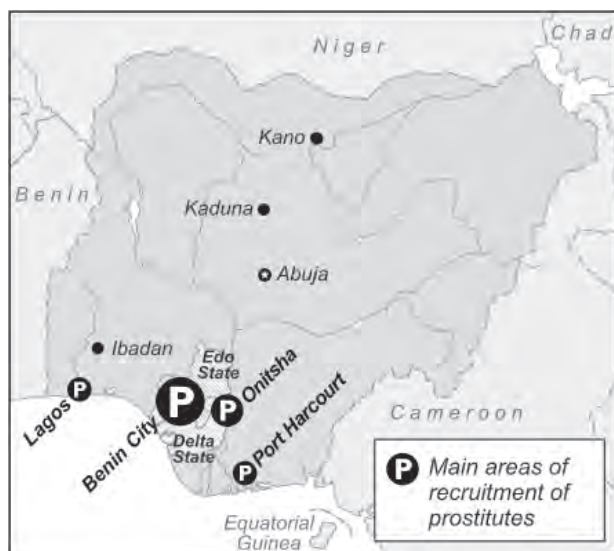 Niger
Chad
Kano
Benin
Kaduna
Abuja
Ibadan
Edo
State
P
Lagos
P
Benin City
P
Onitsha
Delta
State
P
Port Harcourt
Cameroon
P
Main areas of
recruitment of
prostitutes
Equatorial
Guinea